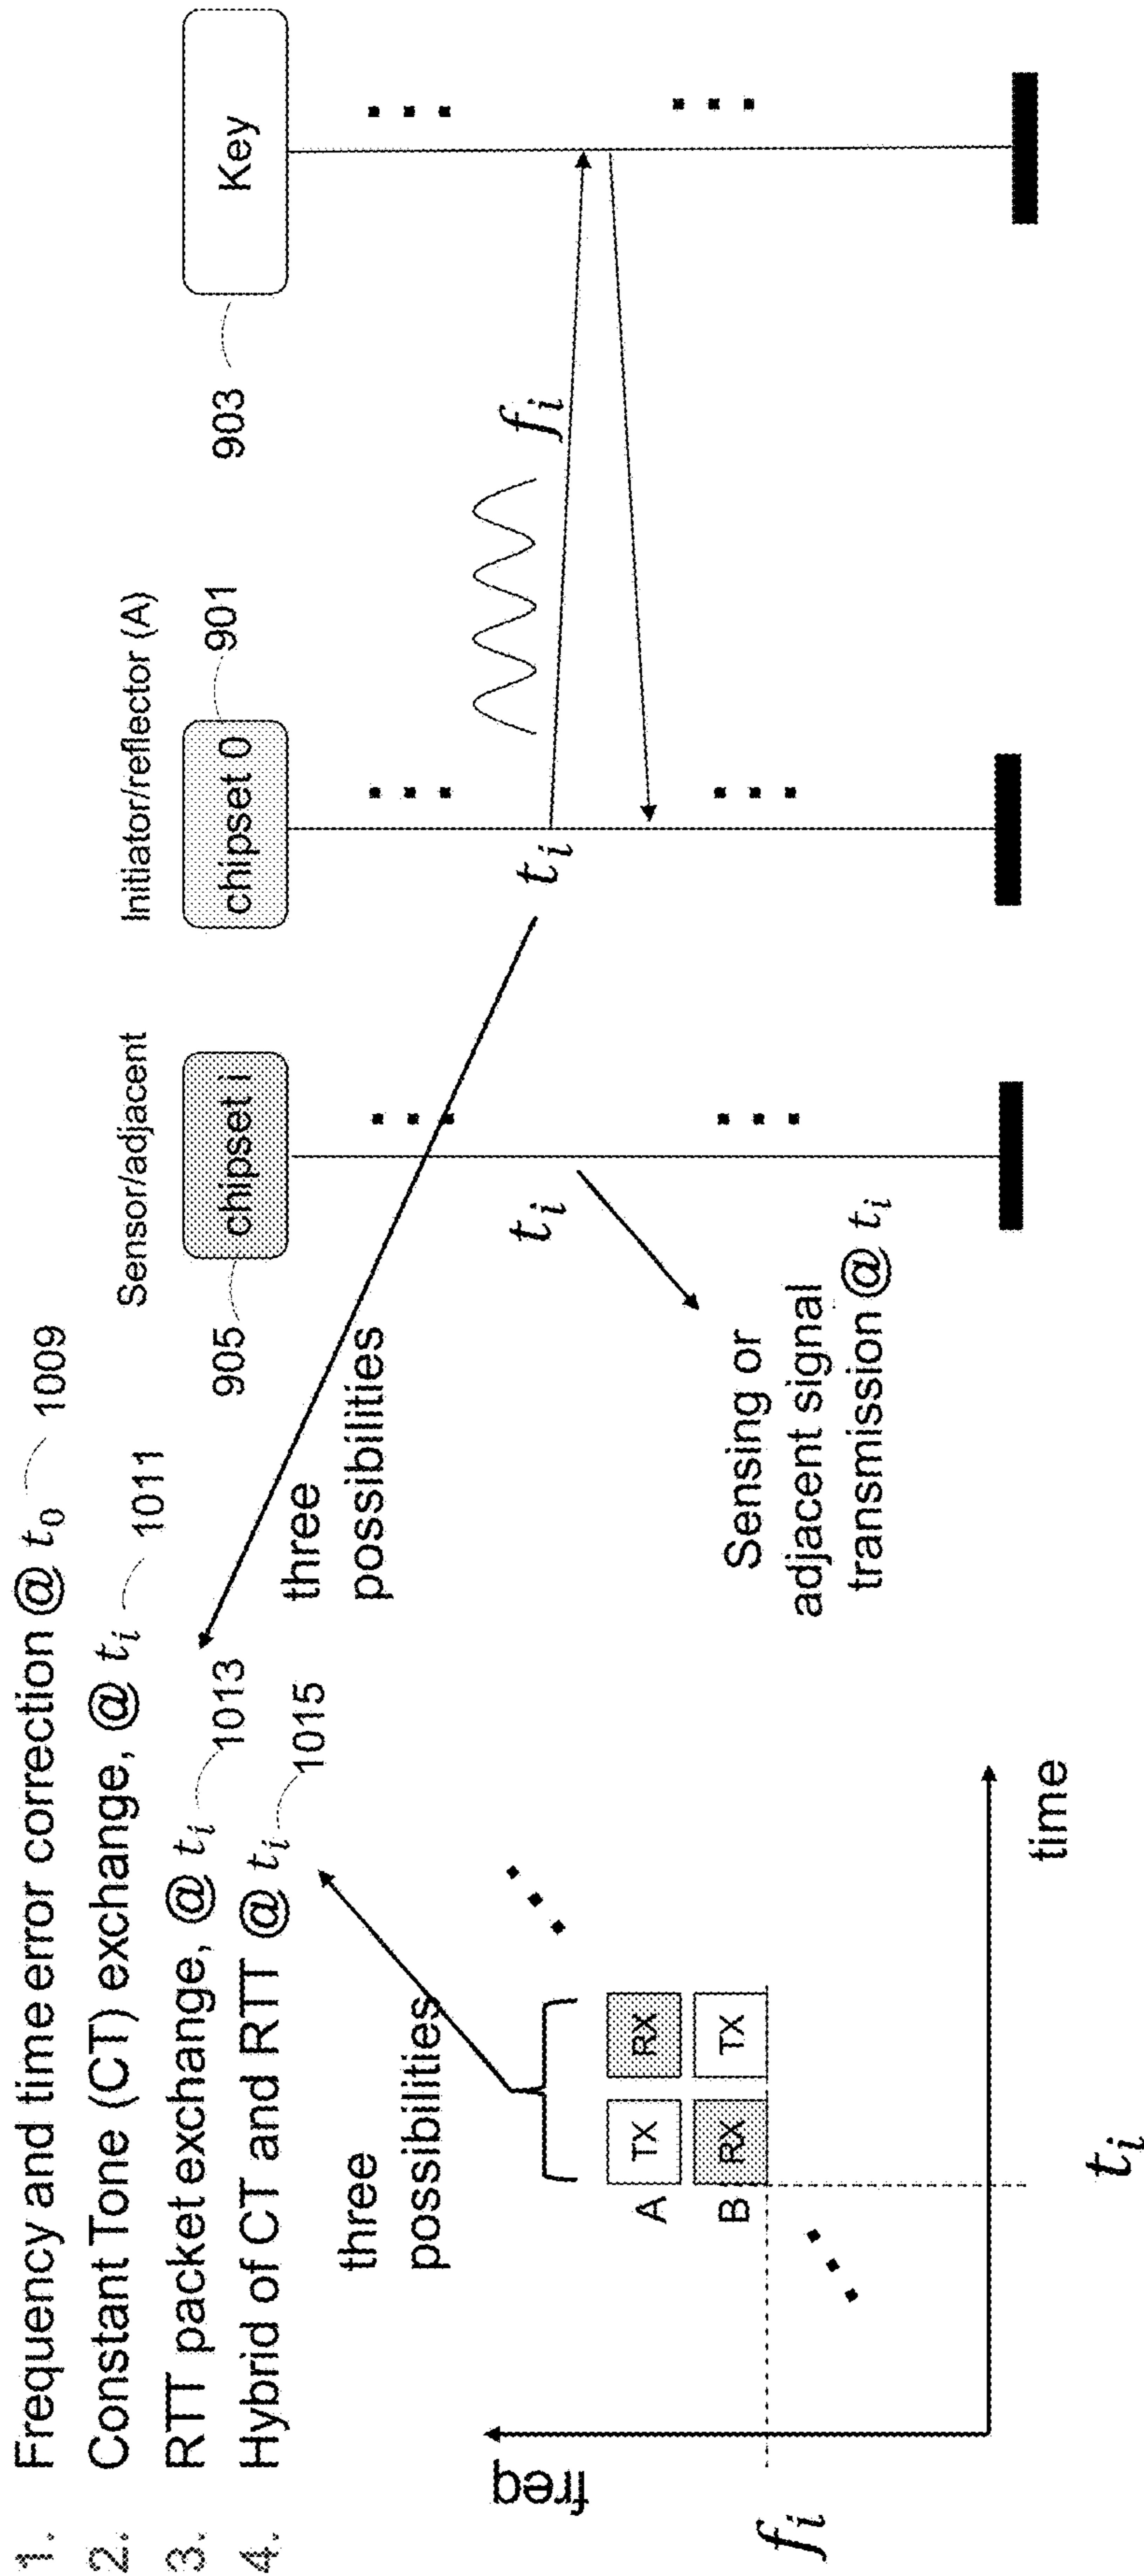 1. Frequency and time error correction @ t₀ 1009
2. Constant Tone (CT) exchange, @ tᵢ 1011
3. RTT packet exchange, @ tᵢ 1013
4. Hybrid of CT and RTT @ tᵢ 1015
three
possibilities
freq
fᵢ
A
TX
RX
B
RX
TX
tᵢ
time
three
possibilities
Sensor/adjacent
905
chipset i
tᵢ
Sensing or
adjacent signal
transmission @ tᵢ
Initiator/reflector (A)
901
chipset 0
tᵢ
fᵢ
903
Key